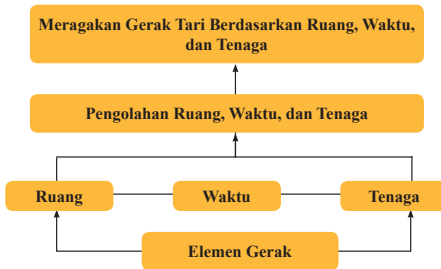 Meragakan Gerak Tari Berdasarkan Ruang, Waktu,
dan Tenaga
Pengolahan Ruang, Waktu, dan Tenaga
Ruang
Waktu
Tenaga
Elemen Gerak